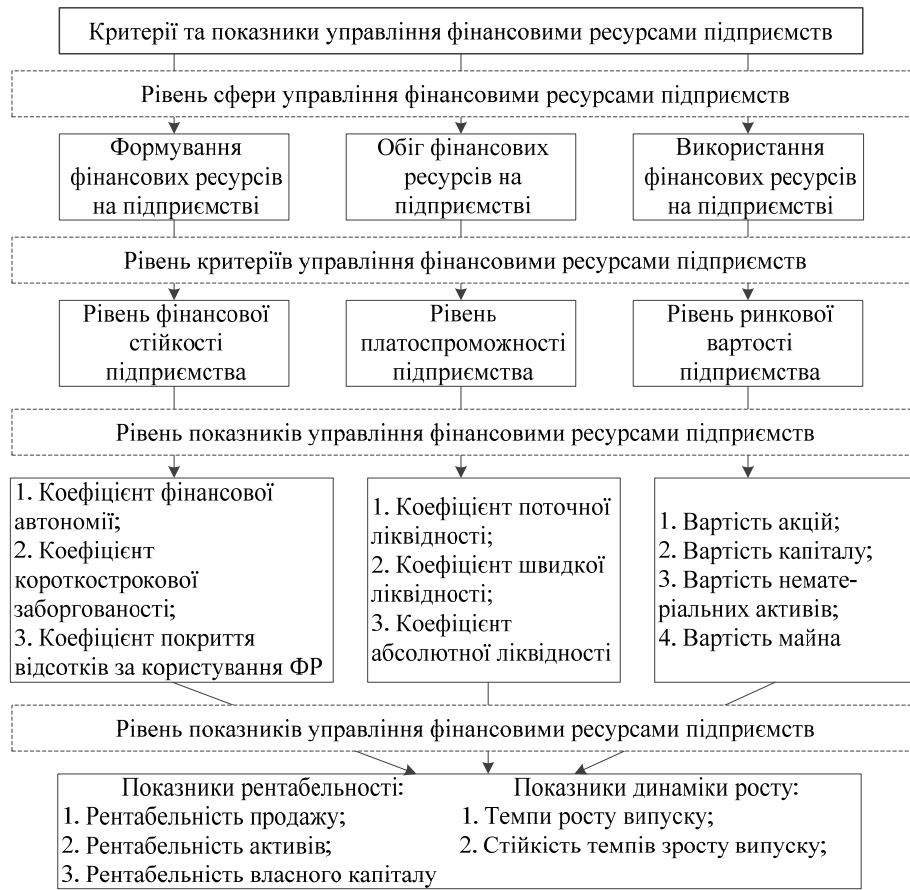 Критерії та показники управління фінансовими ресурсами підприємств
Рівень сфери управління фінансовими ресурсами підприємств
Формування
фінансових ресурсів
на підприємстві
Обіг фінансових
ресурсів на
підприємстві
Використання
фінансових ресурсів
на підприємстві
Рівень критеріїв управління фінансовими ресурсами підприємств
Рівень фінансової
стійкості
підприємства
Рівень
платоспроможності
підприємства
Рівень ринкової
вартості
підприємства
Рівень показників управління фінансовими ресурсами підприємств
1. Коефіцієнт фінансової
автономії;
2. Коефіцієнт
короткострокової
заборгованості;
3. Коефіцієнт покриття
відсотків за користування ФР
1. Коефіцієнт поточної
ліквідності;
2. Коефіцієнт швидкої
ліквідності;
3. Коефіцієнт
абсолютної ліквідності
1. Вартість акцій;
2. Вартість капіталу;
3. Вартість немате-
ріальних активів;
4. Вартість майна
Рівень показників управління фінансовими ресурсами підприємств
Показники рентабельності:
1. Рентабельність продажу;
2. Рентабельність активів;
3. Рентабельність власного капіталу
Показники динаміки росту:
1. Темпи росту випуску;
2. Стійкість темпів зросту випуску;